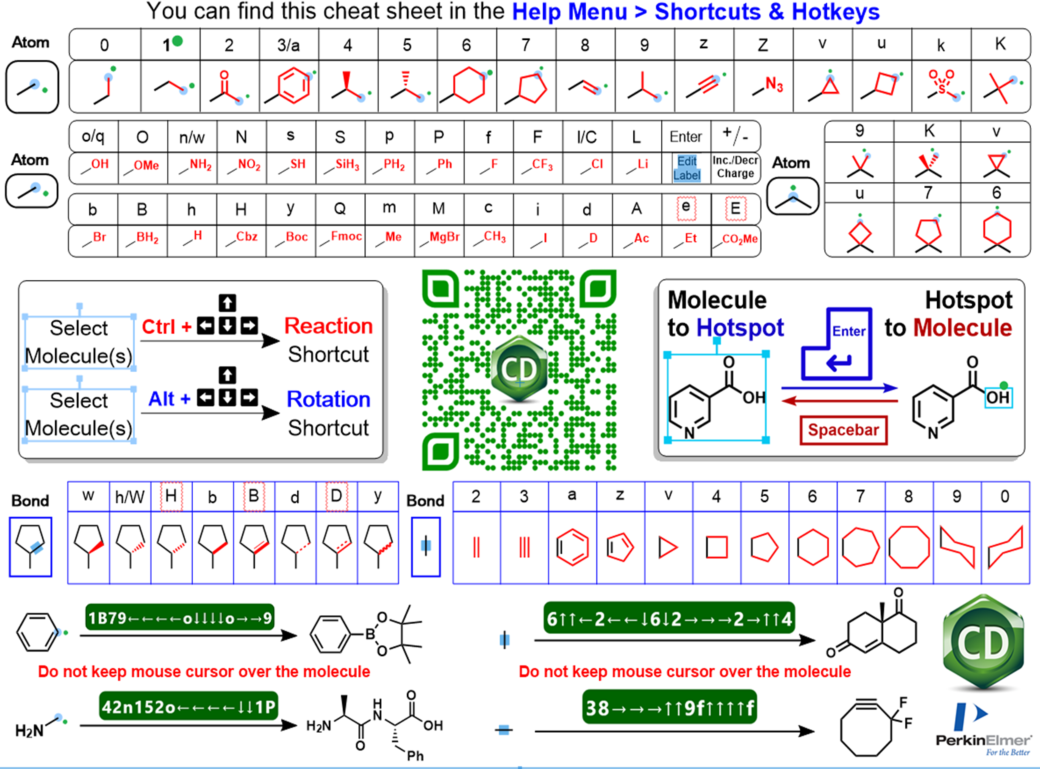 You can find this cheat sheet in the Help Menu > Shortcuts & Hotkeys
Atom
0 1 2 3/a 4 5 6 7 8 9 z Z v u k K
O N₃ O O S
Atom
o/q O n/w N s S p P f F I/C L Enter +/-
OH OMe NH₂ NO₂ SH SiH₃ PH₂ Ph F CF₃ Cl Li Edit Label Inc./Decr Charge
b B h H y Q m M c i d A e E
Br BH₂ H Cbz Boc Fmoc Me MgBr CH₃ I D Ac Et CO₂Me
Atom
9 K v
u 7 6
Select
Molecule(s)
Ctrl + ↑ ← ↓ →
Reaction
Shortcut
Select
Molecule(s)
Alt + ↑ ← ↓ →
Rotation
Shortcut
CD
Molecule
to Hotspot
Enter
Hotspot
to Molecule
O
OH
N
Spacebar
O
OH
N
Bond
w h/W H b B d D y
Bond
2 3 a z v 4 5 6 7 8 9 0
1B79←←←←o↓↓↓↓o→→9
B O O
6↑↑←2←←↓6↓2→→→2→↑↑4
O O
CD
Do not keep mouse cursor over the molecule
Do not keep mouse cursor over the molecule
H₂N
42n152o←←←←↓↓1P
H₂N O H N O OH Ph
38→→→↑↑9f↑↑↑↑f
F F
PerkinElmer®
For the Better